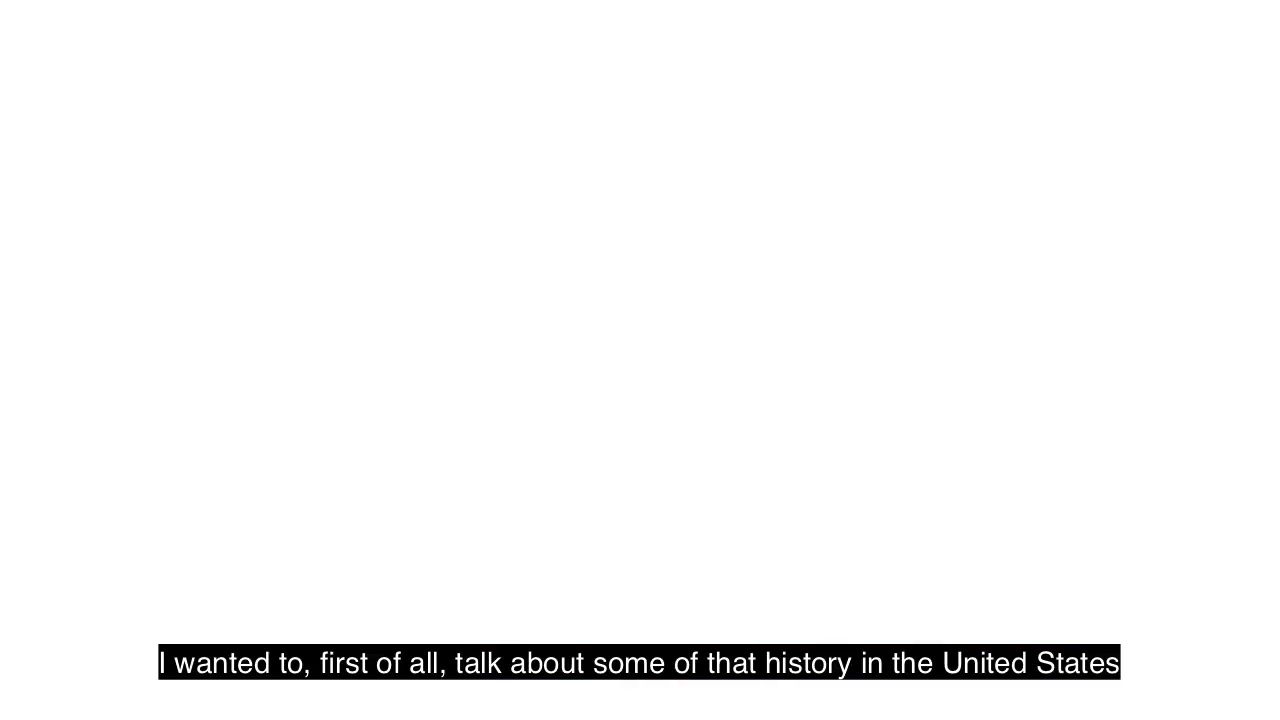 I wanted to, first of all, talk about some of that history in the United States